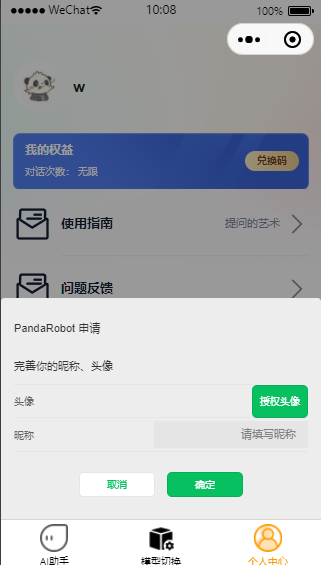 WeChat 10:08 100%
w
我的权益
对话次数： 无限
兑换码
使用指南 提问的艺术
问题反馈
PandaRobot 申请
完善你的昵称、头像
头像 授权头像
昵称 请填写昵称
取消 确定
AI助手 模型切换 个人中心